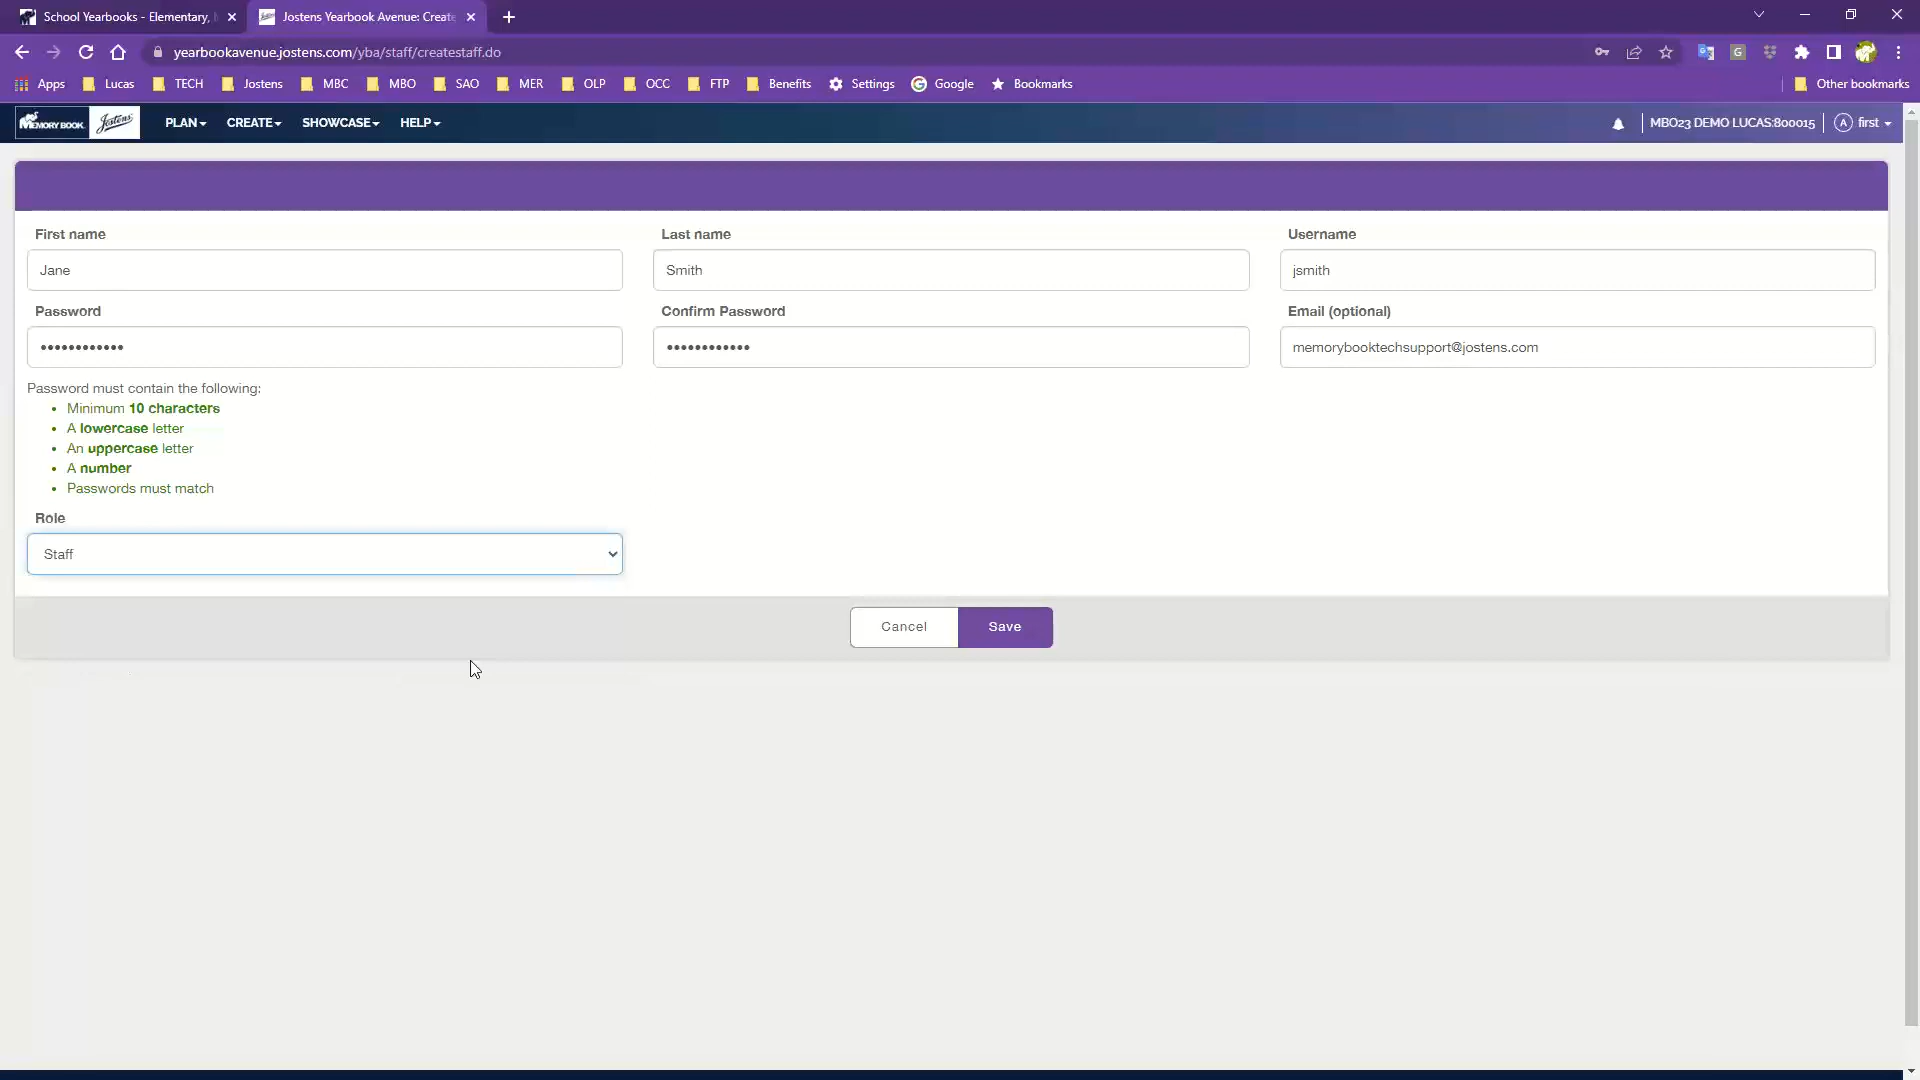 School Yearbooks - Elementary,
Jostens Yearbook Avenue: Create
yearbookavenue.jostens.com/yba/staff/createstaff.do
Apps Lucas TECH Jostens MBC MBO SAO MER OLP OCC FTP Benefits Settings Google Bookmarks Other bookmarks
MEMORY BOOK. Jostens PLAN CREATE SHOWCASE HELP MBO23 DEMO LUCAS:800015 A first
First name Last name Username
Jane Smith jsmith
Password Confirm Password Email (optional)
•••••••••••• •••••••••••• memorybooktechsupport@jostens.com
Password must contain the following:
• Minimum 10 characters
• A lowercase letter
• An uppercase letter
• A number
• Passwords must match
Role
Staff
Cancel Save